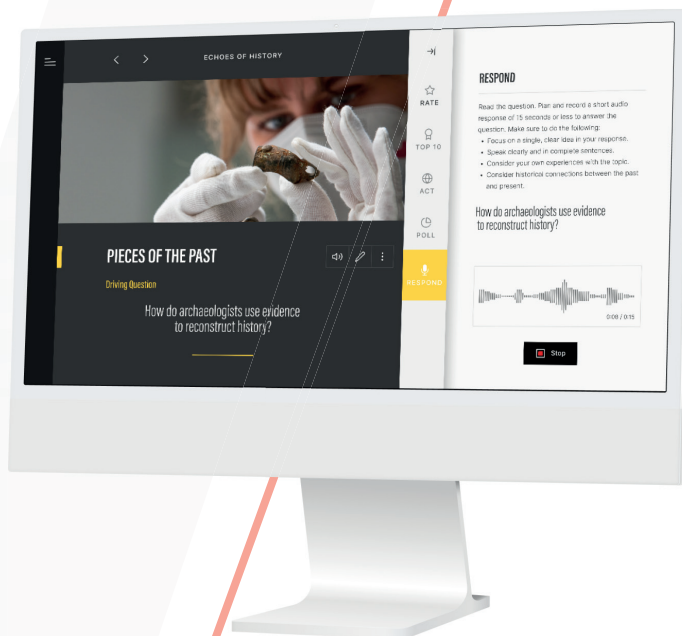 ECHOES OF HISTORY
PIECES OF THE PAST
Driving Question
How do archaeologists use evidence
to reconstruct history?
RATE
TOP 10
ACT
POLL
RESPOND
RESPOND
Read the question. Plan and record a short audio
response of 15 seconds or less to answer the
question. Make sure to do the following:
• Focus on a single, clear idea in your response.
• Speak clearly and in complete sentences.
• Consider your own experiences with the topic.
• Consider historical connections between the past
and present.
How do archaeologists use evidence
to reconstruct history?
0:08 / 0:15
Stop